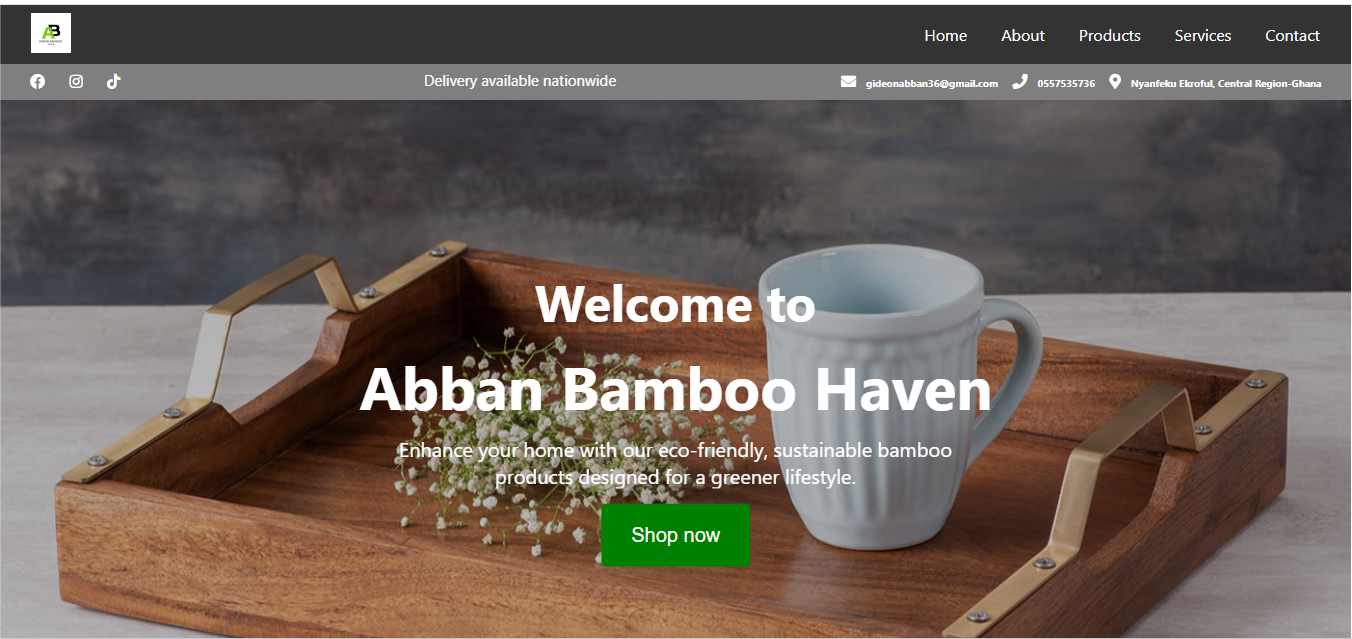 AB
Home About Products Services Contact
Delivery available nationwide
gideonabban36@gmail.com 0557535736 Nyanfeku Ekroful, Central Region-Ghana
Welcome to
Abban Bamboo Haven
Enhance your home with our eco-friendly, sustainable bamboo
products designed for a greener lifestyle.
Shop now